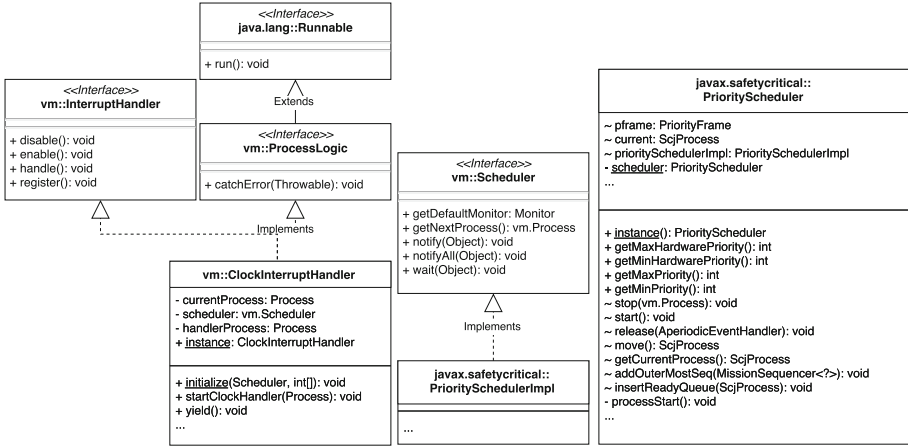 <<Interface>>
java.lang::Runnable
+ run(): void
Extends
<<Interface>>
vm::InterruptHandler
+ disable(): void
+ enable(): void
+ handle(): void
+ register(): void
<<Interface>>
vm::ProcessLogic
+ catchError(Throwable): void
Implements
vm::ClockInterruptHandler
- currentProcess: Process
- scheduler: vm.Scheduler
- handlerProcess: Process
+ instance: ClockInterruptHandler
+ initialize(Scheduler, int[]): void
+ startClockHandler(Process): void
+ yield(): void
...
<<Interface>>
vm::Scheduler
+ getDefaultMonitor: Monitor
+ getNextProcess(): vm.Process
+ notify(Object): void
+ notifyAll(Object): void
+ wait(Object): void
Implements
javax.safetycritical::
PrioritySchedulerImpl
...
javax.safetycritical::
PriorityScheduler
~ pframe: PriorityFrame
~ current: ScjProcess
~ prioritySchedulerImpl: PrioritySchedulerImpl
- scheduler: PriorityScheduler
...
+ instance(): PriorityScheduler
+ getMaxHardwarePriority(): int
+ getMinHardwarePriority(): int
+ getMaxPriority(): int
+ getMinPriority(): int
~ stop(vm.Process): void
~ start(): void
~ release(AperiodicEventHandler): void
~ move(): ScjProcess
~ getCurrentProcess(): ScjProcess
~ addOuterMostSeq(MissionSequencer<?>): void
~ insertReadyQueue(ScjProcess): void
- processStart(): void
...